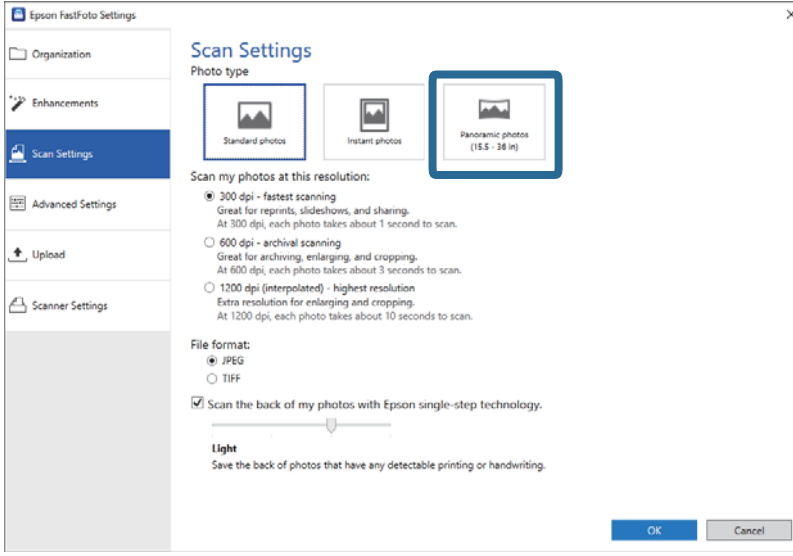 Epson FastFoto Settings
Organization
Enhancements
Scan Settings
Advanced Settings
Upload
Scanner Settings
Scan Settings
Photo type
Standard photos
Instant photos
Panoramic photos
(15.5 - 36 in)
Scan my photos at this resolution:
300 dpi - fastest scanning
Great for reprints, slideshows, and sharing.
At 300 dpi, each photo takes about 1 second to scan.
600 dpi - archival scanning
Great for archiving, enlarging, and cropping.
At 600 dpi, each photo takes about 3 seconds to scan.
1200 dpi (interpolated) - highest resolution
Extra resolution for enlarging and cropping.
At 1200 dpi, each photo takes about 10 seconds to scan.
File format:
JPEG
TIFF
Scan the back of my photos with Epson single-step technology.
Light
Save the back of photos that have any detectable printing or handwriting.
OK
Cancel